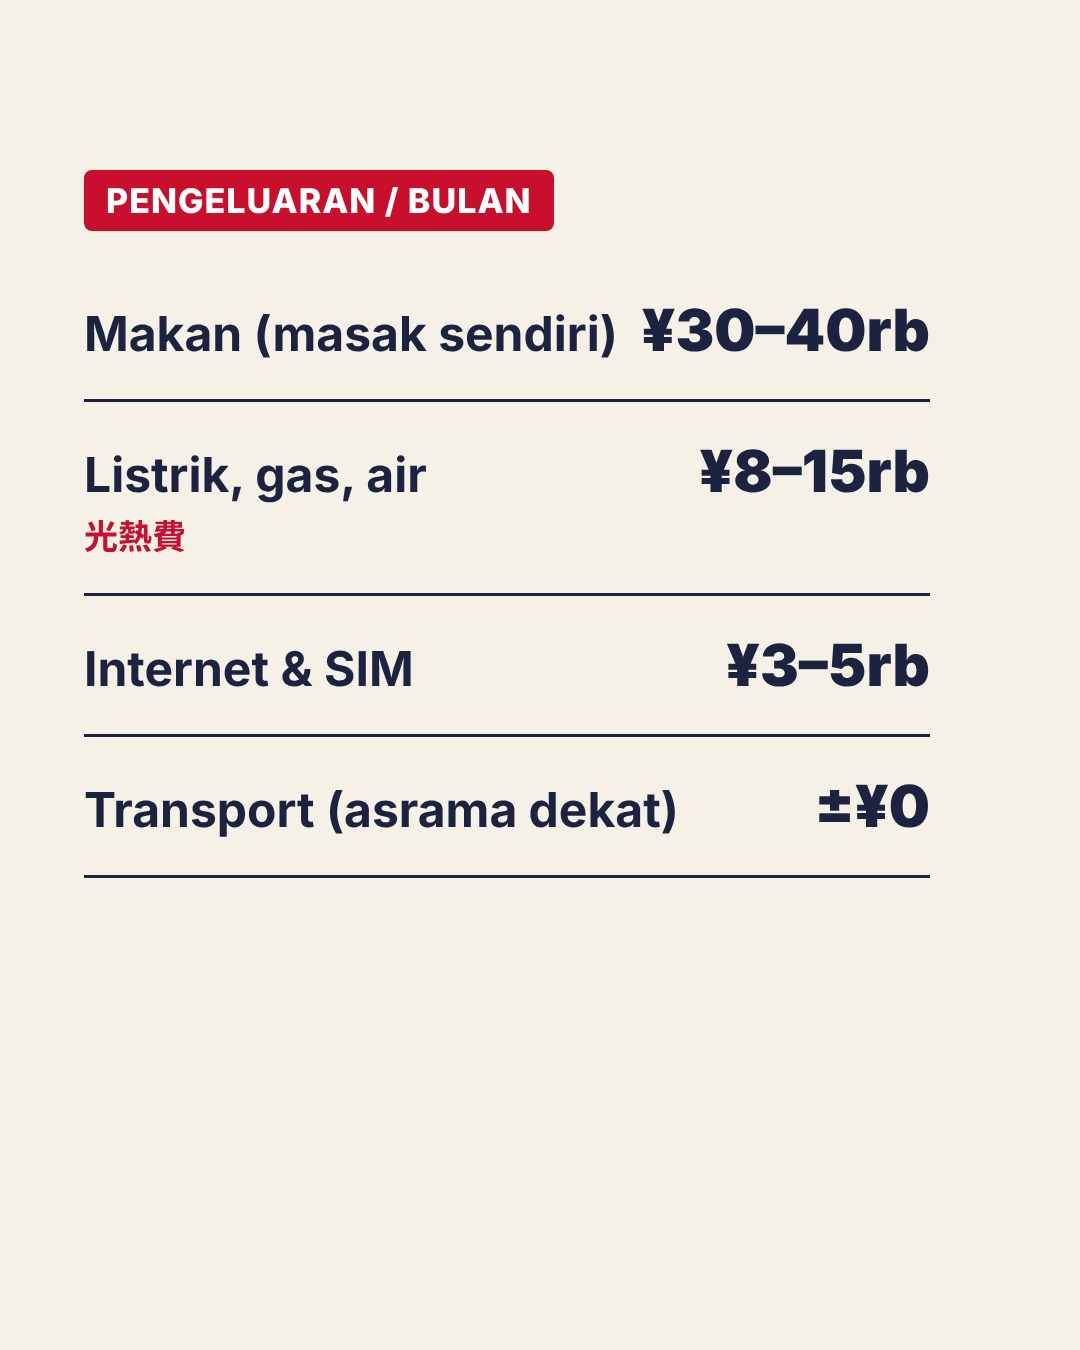 PENGELUARAN / BULAN
Makan (masak sendiri) ¥30–40rb
Listrik, gas, air ¥8–15rb
光熱費
Internet & SIM ¥3–5rb
Transport (asrama dekat) ±¥0